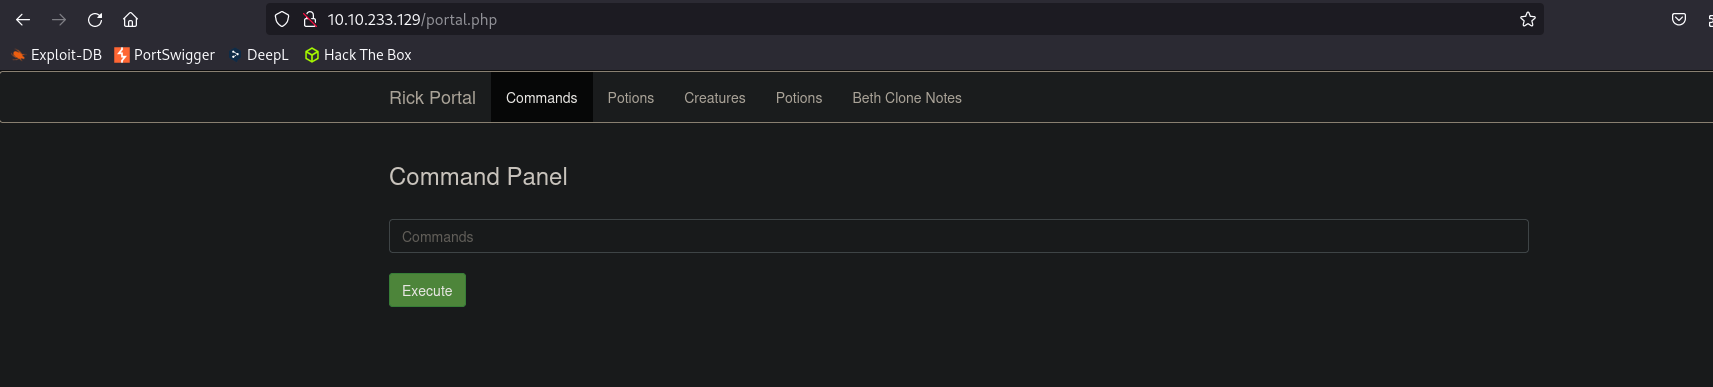 10.10.233.129/portal.php
Exploit-DB PortSwigger DeepL Hack The Box
Rick Portal Commands Potions Creatures Potions Beth Clone Notes
Command Panel
Commands
Execute